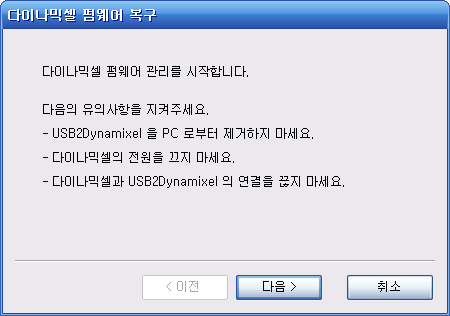 다이나믹셀 펌웨어 복구
다이나믹셀 펌웨어 관리를 시작합니다.
다음의 유의사항을 지켜주세요.
- USB2Dynamixel 을 PC 로부터 제거하지 마세요.
- 다이나믹셀의 전원을 끄지 마세요.
- 다이나믹셀과 USB2Dynamixel 의 연결을 끊지 마세요.
< 이전 다음 > 취소